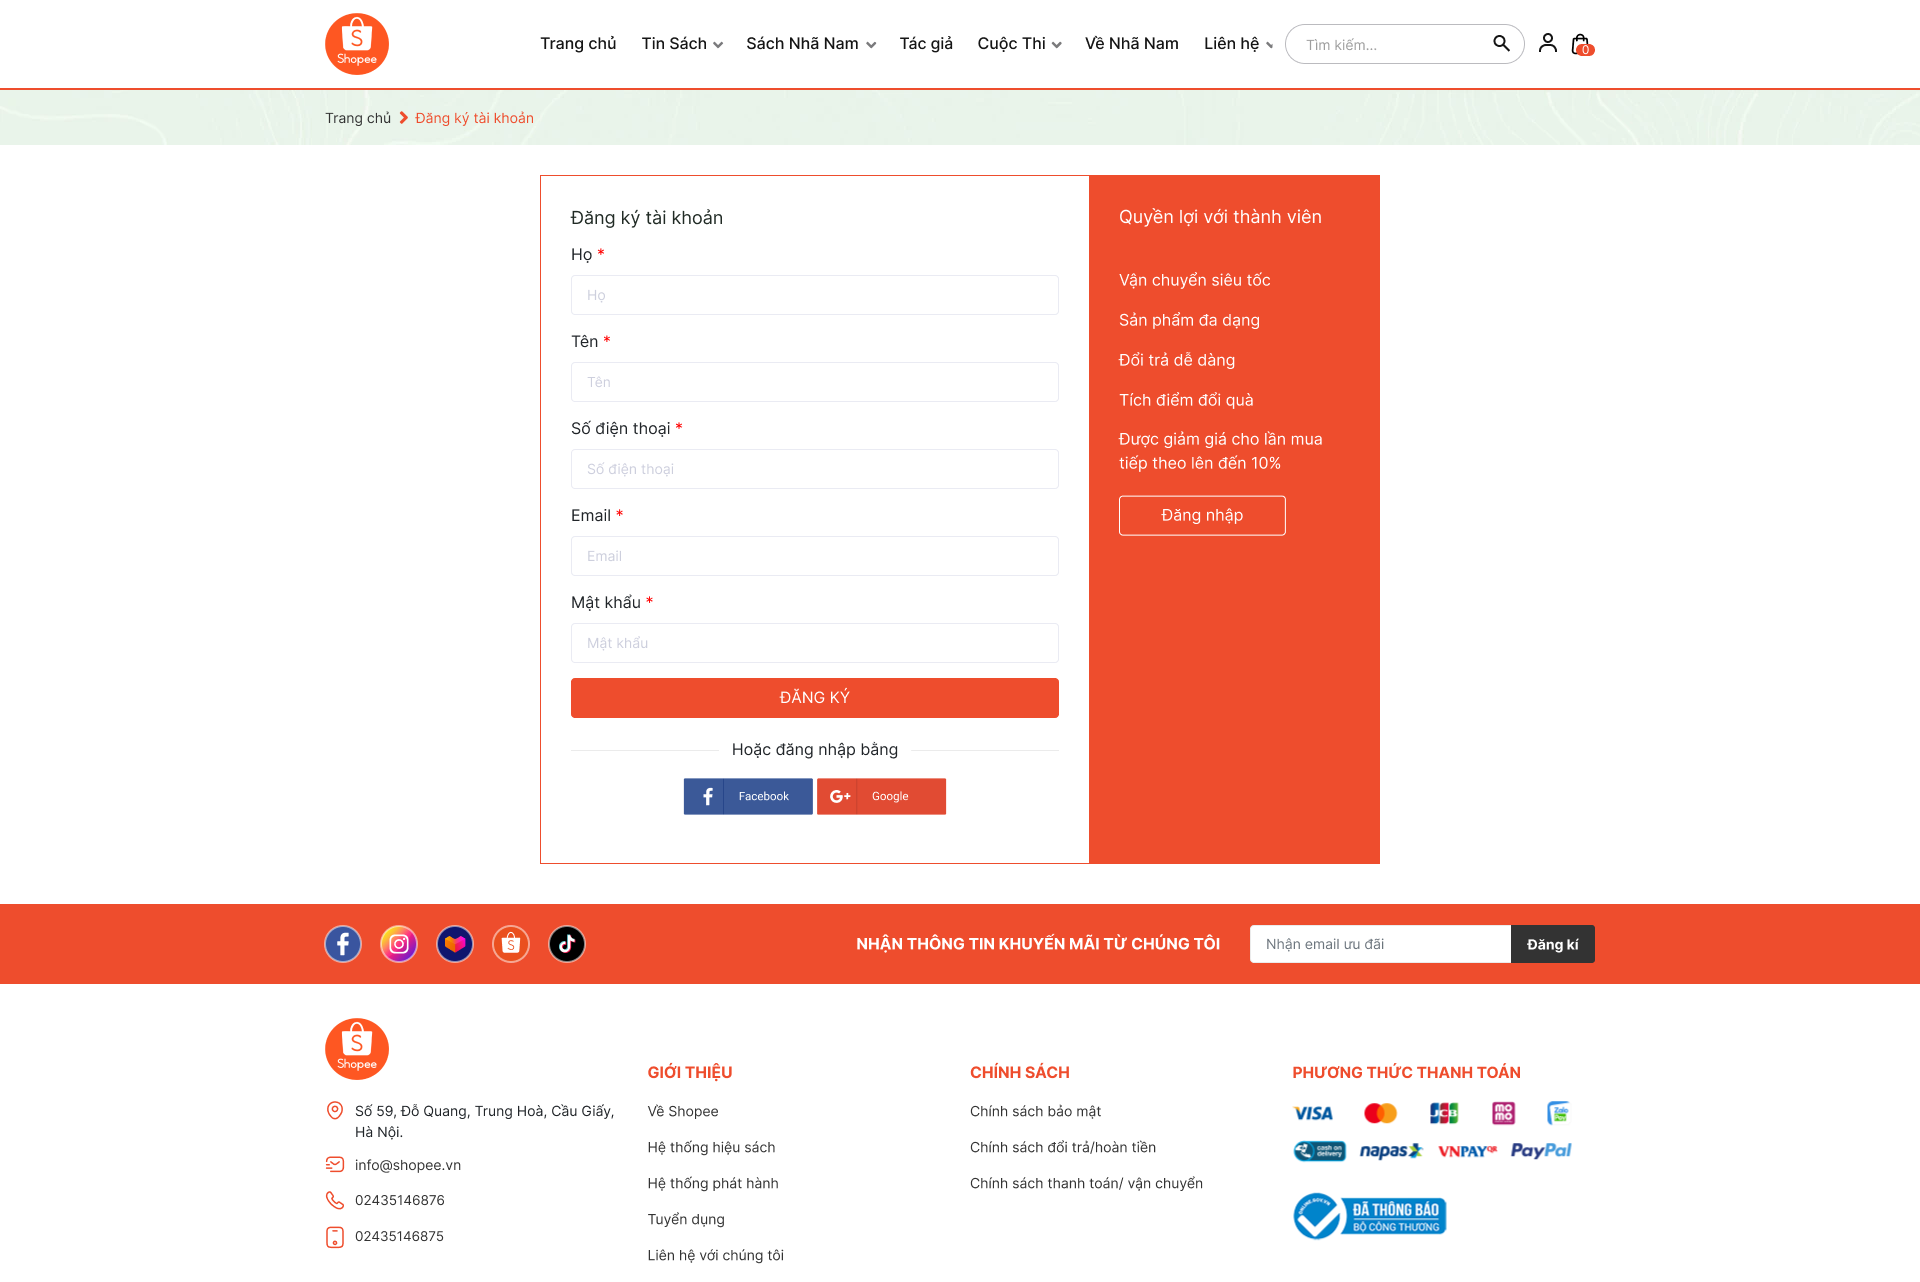 Shopee
Trang chủ
Tin Sách
Sách Nhã Nam
Tác giả
Cuộc Thi
Về Nhã Nam
Liên hệ
Tìm kiếm...
0
Trang chủ
Đăng ký tài khoản
Đăng ký tài khoản
Họ *
Họ
Tên *
Tên
Số điện thoại *
Số điện thoại
Email *
Email
Mật khẩu *
Mật khẩu
ĐĂNG KÝ
Hoặc đăng nhập bằng
Facebook
G+ Google
Quyền lợi với thành viên
Vận chuyển siêu tốc
Sản phẩm đa dạng
Đổi trả dễ dàng
Tích điểm đổi quà
Được giảm giá cho lần mua
tiếp theo lên đến 10%
Đăng nhập
NHẬN THÔNG TIN KHUYẾN MÃI TỪ CHÚNG TÔI
Nhận email ưu đãi
Đăng kí
Shopee
Số 59, Đỗ Quang, Trung Hoà, Cầu Giấy,
Hà Nội.
info@shopee.vn
02435146876
02435146875
GIỚI THIỆU
Về Shopee
Hệ thống hiệu sách
Hệ thống phát hành
Tuyển dụng
Liên hệ với chúng tôi
CHÍNH SÁCH
Chính sách bảo mật
Chính sách đổi trả/hoàn tiền
Chính sách thanh toán/ vận chuyển
PHƯƠNG THỨC THANH TOÁN
VISA
JCB
mo mo
Zalo
cash on delivery
napas
VNPAY QR
PayPal
ONLINE.GOV.VN
ĐÃ THÔNG BÁO
BỘ CÔNG THƯƠNG